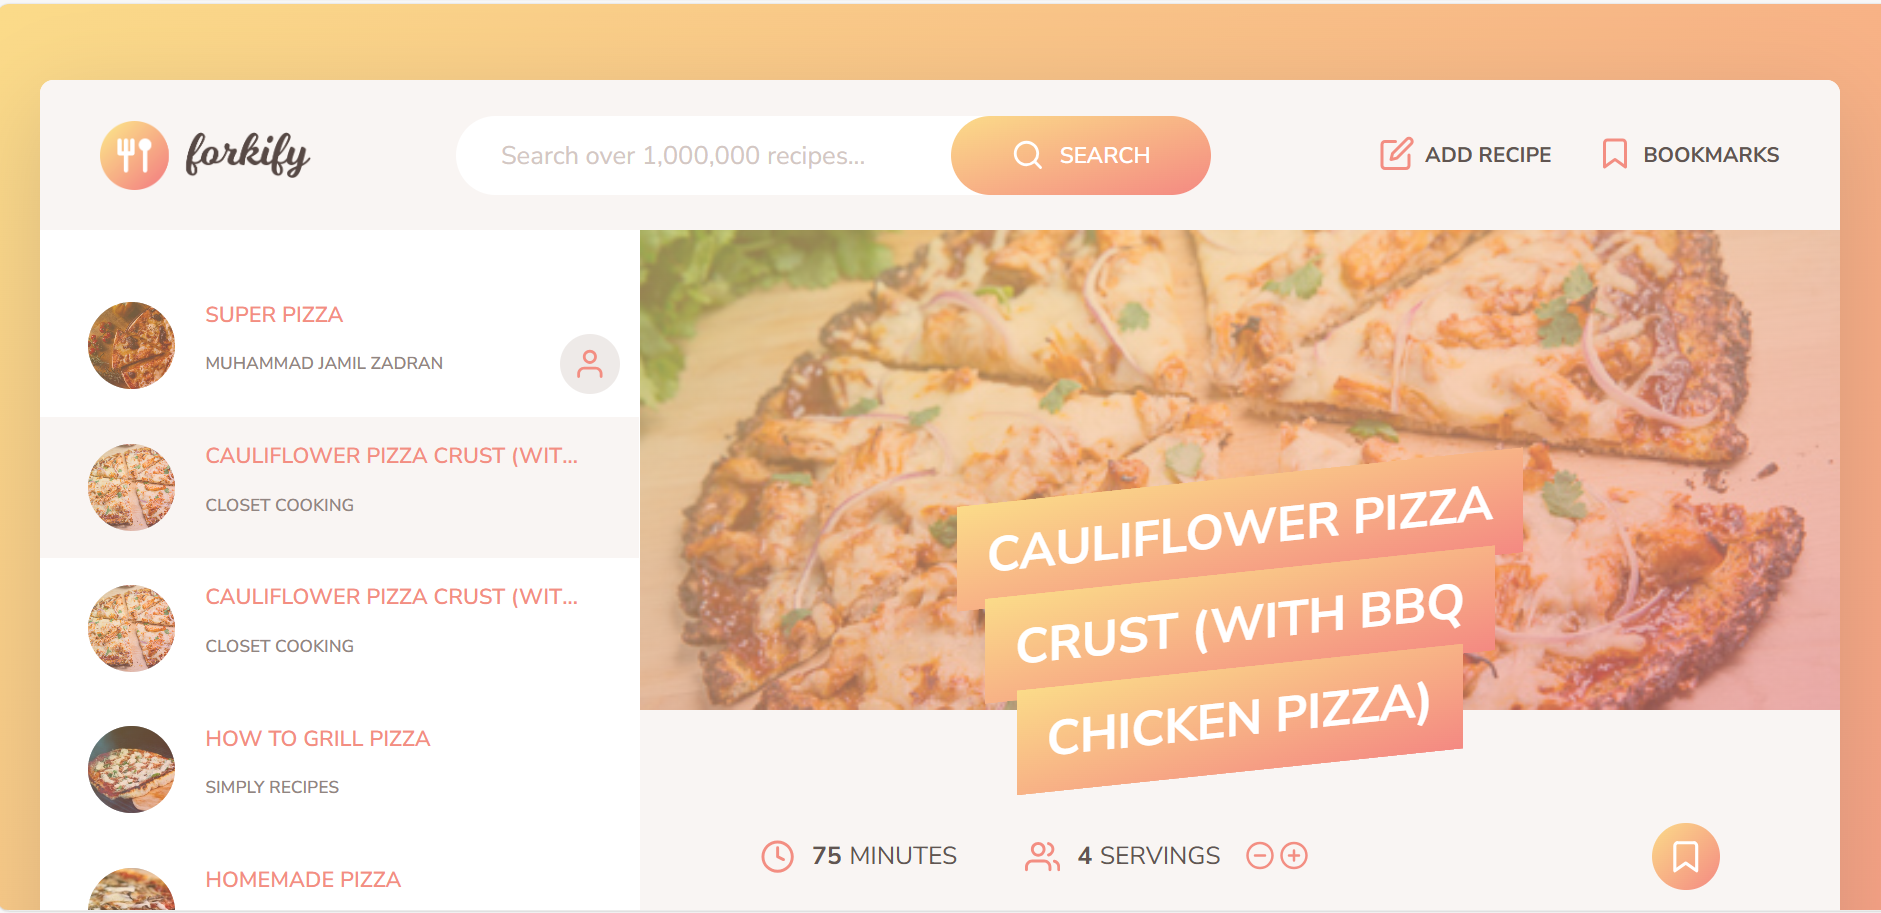 forkify
Search over 1,000,000 recipes...
SEARCH
ADD RECIPE
BOOKMARKS
SUPER PIZZA
MUHAMMAD JAMIL ZADRAN
CAULIFLOWER PIZZA CRUST (WIT...
CLOSET COOKING
CAULIFLOWER PIZZA CRUST (WIT...
CLOSET COOKING
HOW TO GRILL PIZZA
SIMPLY RECIPES
HOMEMADE PIZZA
CAULIFLOWER PIZZA
CRUST (WITH BBQ
CHICKEN PIZZA)
75 MINUTES
4 SERVINGS